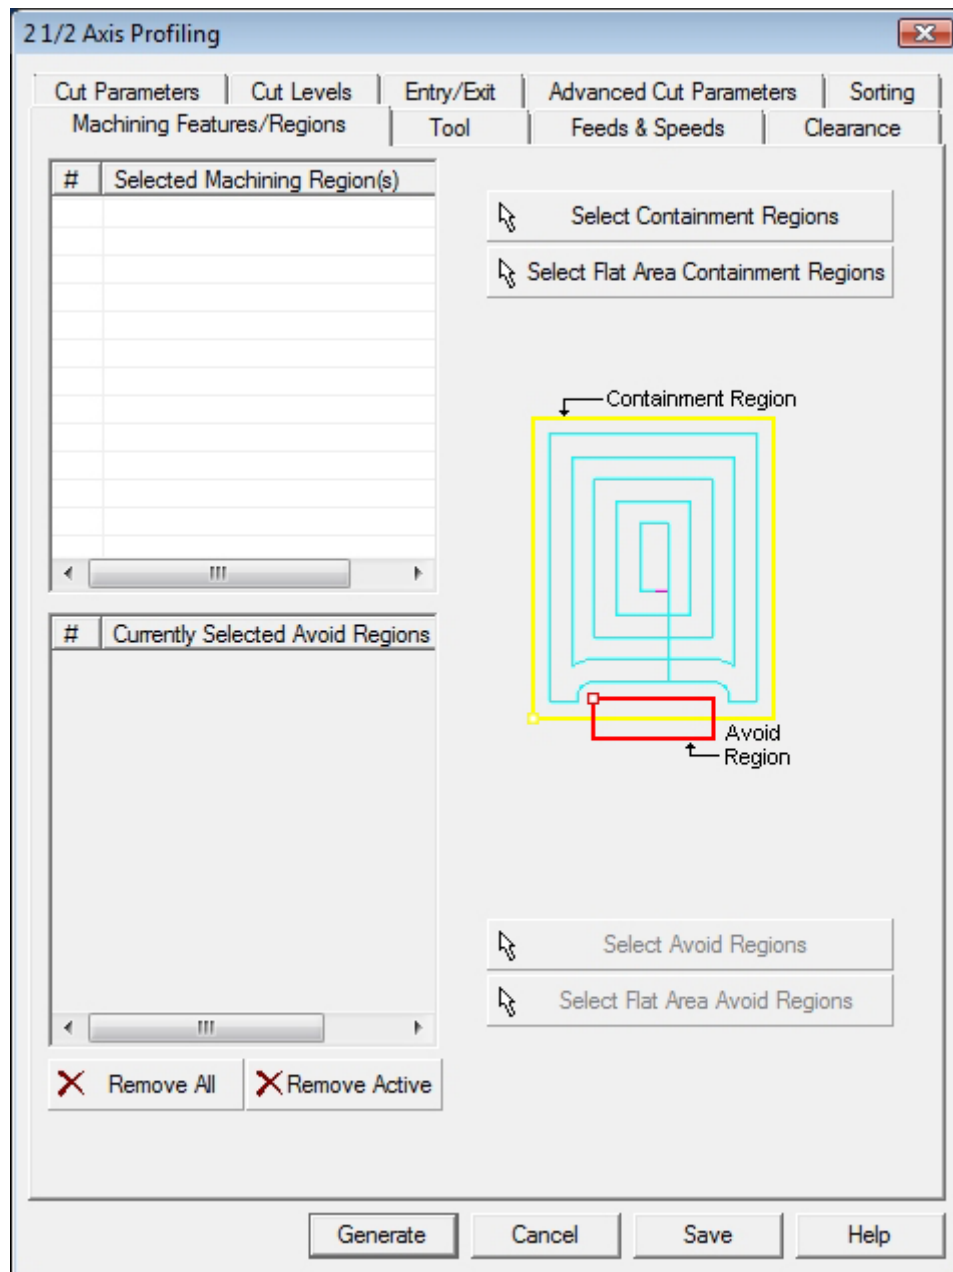 2 1/2 Axis Profiling
Cut Parameters
Cut Levels
Entry/Exit
Advanced Cut Parameters
Sorting
Machining Features/Regions
Tool
Feeds & Speeds
Clearance
# Selected Machining Region(s)
Select Containment Regions
Select Flat Area Containment Regions
Containment Region
Avoid
Region
# Currently Selected Avoid Regions
Select Avoid Regions
Select Flat Area Avoid Regions
Remove All
Remove Active
Generate
Cancel
Save
Help